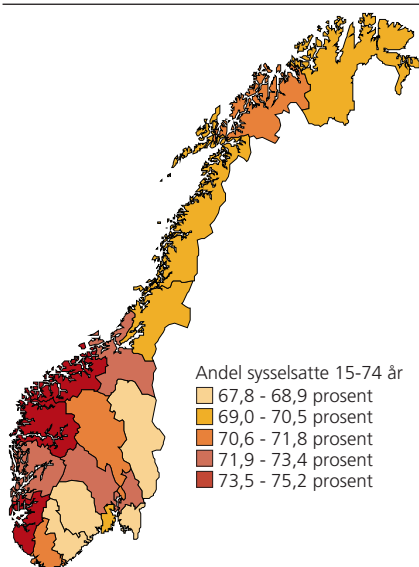 Andel sysselsatte 15-74 år
67,8 - 68,9 prosent
69,0 - 70,5 prosent
70,6 - 71,8 prosent
71,9 - 73,4 prosent
73,5 - 75,2 prosent